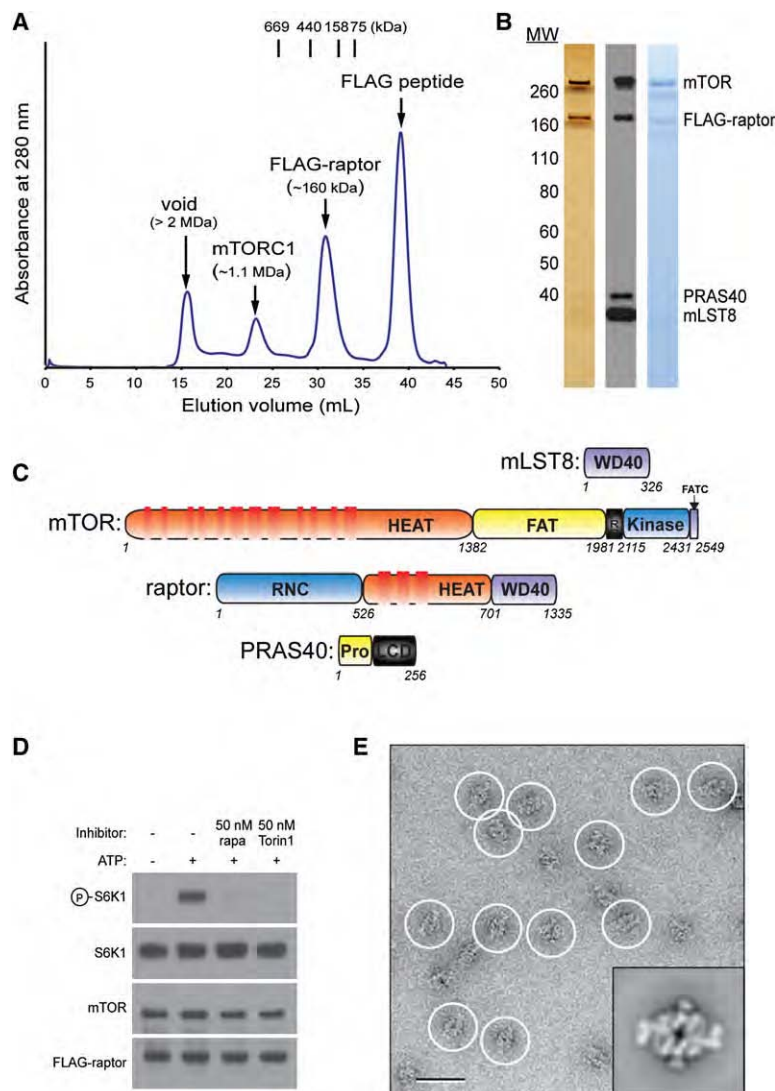 A
669 440 158 75 (kDa)
Absorbance at 280 nm
void
(> 2 MDa)
mTORC1
(~1.1 MDa)
FLAG-raptor
(~160 kDa)
FLAG peptide
0 5 10 15 20 25 30 35 40 45 50
Elution volume (mL)
B
MW
260
160
110
80
60
50
40
mTOR
FLAG-raptor
PRAS40
mLST8
C
mLST8: WD40
1 326
FATC
mTOR: HEAT FAT R Kinase
1 1382 1981 2115 2431 2549
raptor: RNC HEAT WD40
1 526 701 1335
PRAS40: Pro LCD
1 256
D
Inhibitor: - - 50 nM rapa 50 nM Torin1
ATP: - + + +
P-S6K1
S6K1
mTOR
FLAG-raptor
E